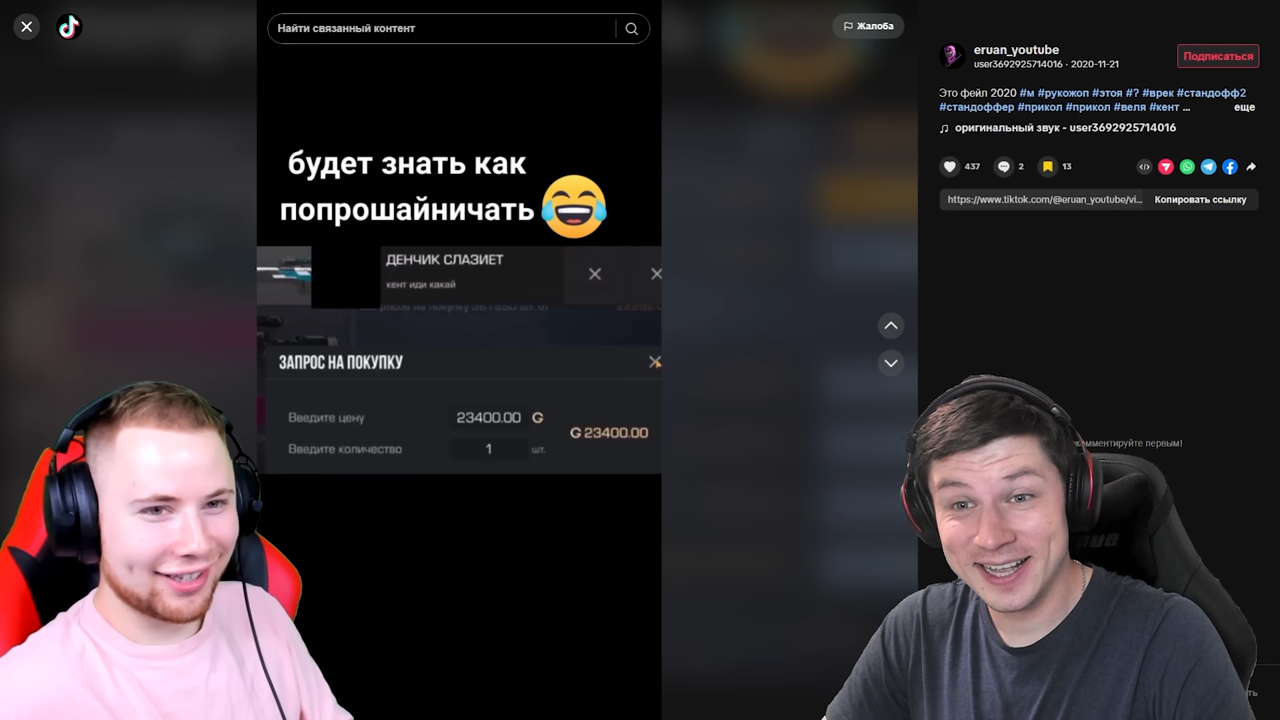 Найти связанный контент
Жалоба
будет знать как
попрошайничать
ДЕНЧИК СЛАЗИЕТ
кент иди какай
ЗАПРОС НА ПОКУПКУ
Введите цену
23400.00 G
G 23400.00
Введите количество
1
шт.
eruan_youtube
user3692925714016 · 2020-11-21
Подписаться
Это фейл 2020 #м #рукожоп #этоя #? #врек #стандофф2
#стандоффер #прикол #прикол #веля #кент ...
еще
оригинальный звук - user3692925714016
437
2
13
https://www.tiktok.com/@eruan_youtube/vi...
Копировать ссылку
комментируйте первым!